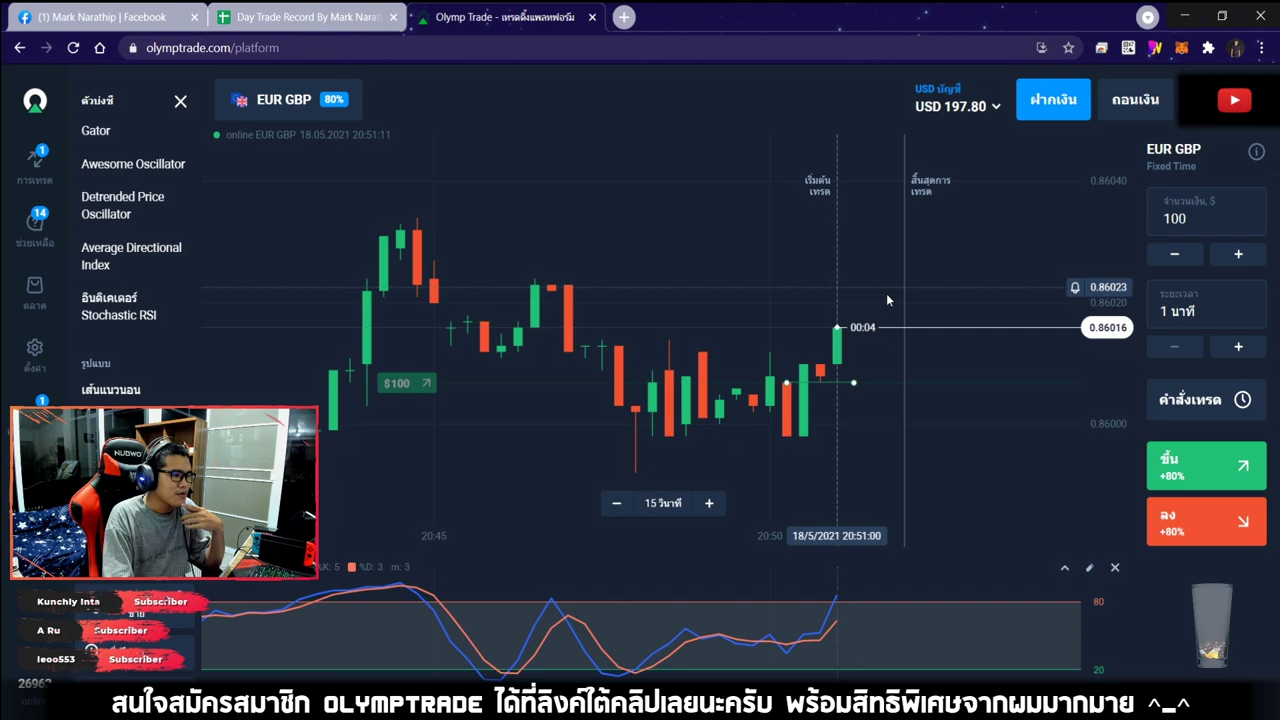 (1) Mark Narathip | Facebook
Day Trade Record By Mark Narath
Olymp Trade - เทรดดิ้งแพลทฟอร์ม
olymptrade.com/platform
ตัวบ่งชี้
Gator
Awesome Oscillator
Detrended Price
Oscillator
Average Directional
Index
อินดิเคเตอร์
Stochastic RSI
รูปแบบ
เส้นแนวนอน
1
การเทรด
14
ช่วยเหลือ
ตลาด
ตั้งค่า
1
EUR GBP 80%
online EUR GBP 18.05.2021 20:51:11
USD บัญชี
USD 197.80
ฝากเงิน
ถอนเงิน
เริ่มต้น
เทรด
สิ้นสุดการ
เทรด
0.86040
0.86023
0.86020
00:04
0.86016
$100
0.86000
15 วินาที
20:45
20:50
18/5/2021 20:51:00
EUR GBP
Fixed Time
จำนวนเงิน, $
100
ระยะเวลา
1 นาที
คำสั่งเทรด
ขึ้น
+80%
ลง
+80%
K: 5 %D: 3 m: 3
80
20
NUBWO
Kunchly Inta Subscriber
A Ru Subscriber
leoo553 Subscriber
สนใจสมัครสมาชิก OLYMPTRADE ได้ที่ลิงค์ใต้คลิปเลยนะครับ พร้อมสิทธิพิเศษจากผมมากมาย ^_^